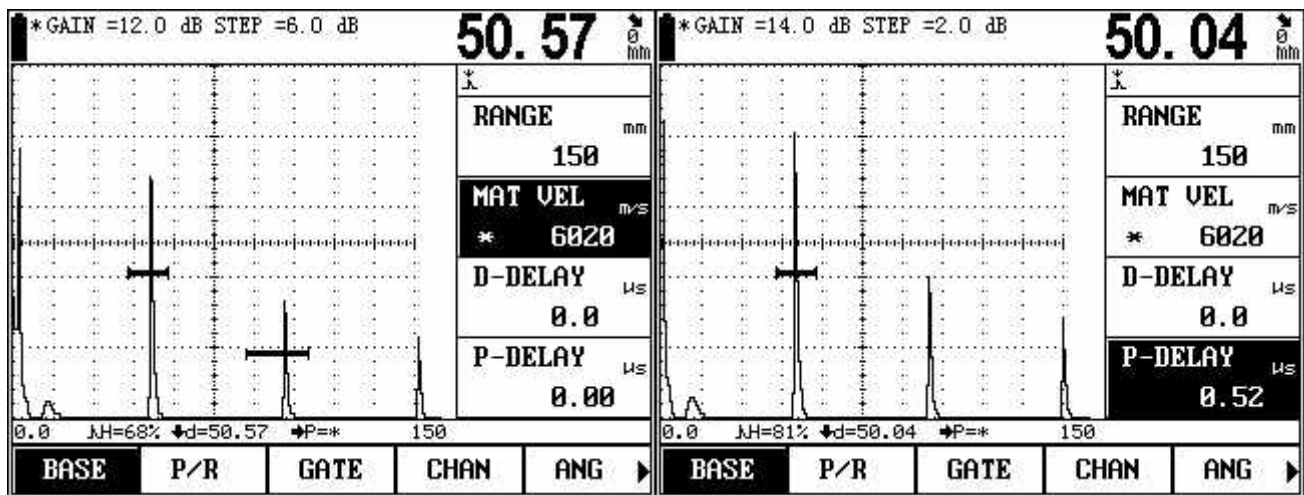 *GAIN =12.0 dB STEP =6.0 dB
50.57
0
mm
RANGE mm
150
MAT VEL m/s
* 6020
D-DELAY µs
0.0
P-DELAY µs
0.00
0.0 H=68% d=50.57 P=* 150
BASE P/R GATE CHAN ANG
*GAIN =14.0 dB STEP =2.0 dB
50.04
0
mm
RANGE mm
150
MAT VEL m/s
* 6020
D-DELAY µs
0.0
P-DELAY µs
0.52
0.0 H=81% d=50.04 P=* 150
BASE P/R GATE CHAN ANG